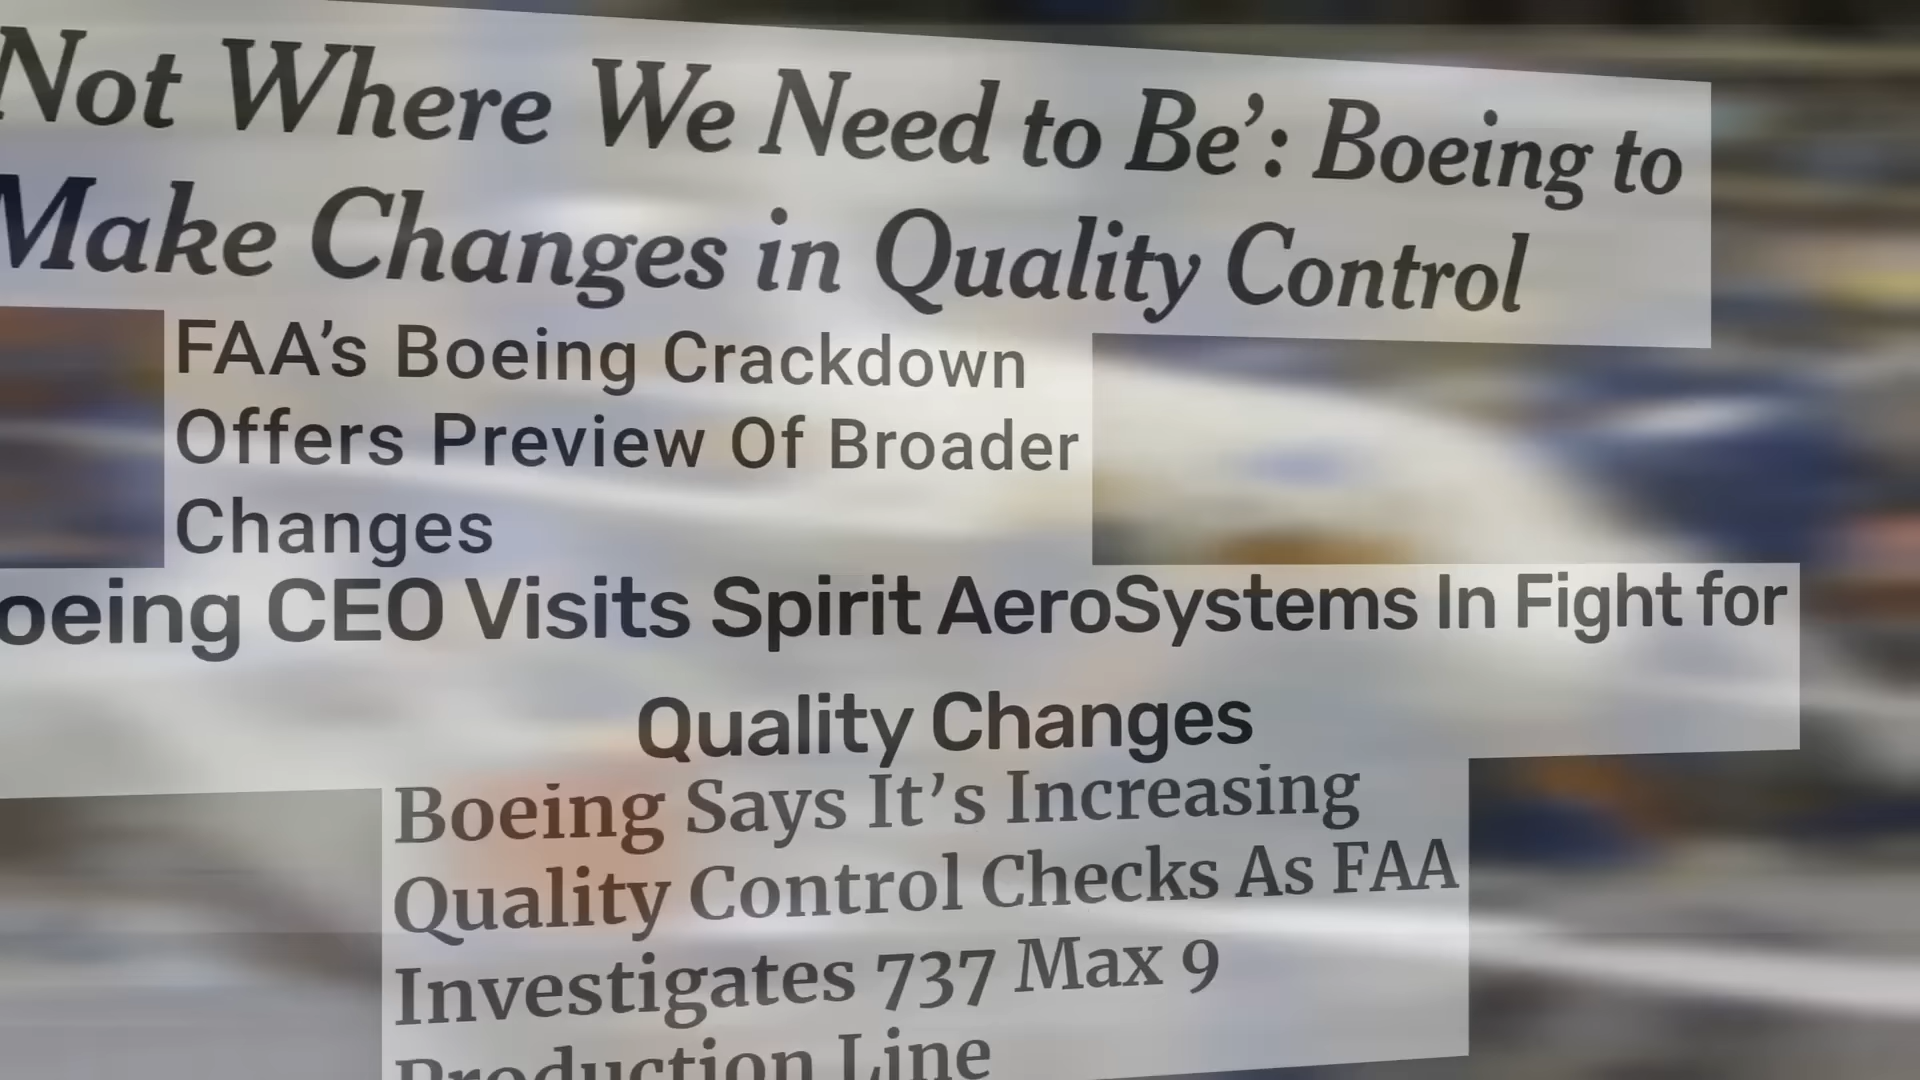 Not Where We Need to Be’: Boeing to
Make Changes in Quality Control
FAA’s Boeing Crackdown
Offers Preview Of Broader
Changes
oeing CEO Visits Spirit AeroSystems In Fight for
Quality Changes
Boeing Says It’s Increasing
Quality Control Checks As FAA
Investigates 737 Max 9
Production Line